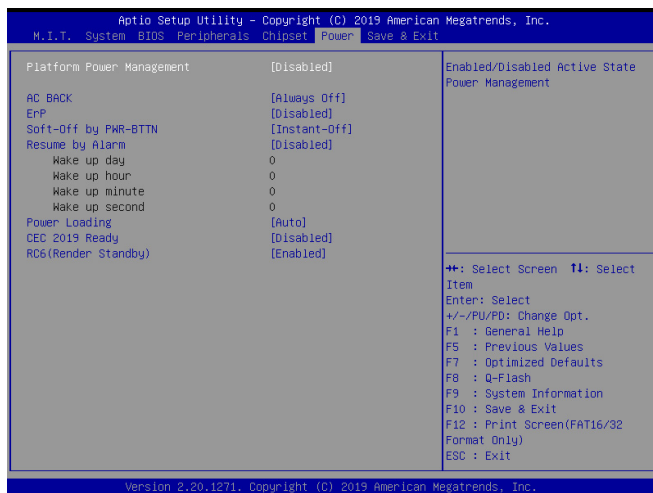 Aptio Setup Utility – Copyright (C) 2019 American Megatrends, Inc.
M.I.T. System BIOS Peripherals Chipset Power Save & Exit
Platform Power Management [Disabled]
AC BACK [Always Off]
ErP [Disabled]
Soft-Off by PWR-BTTN [Instant-Off]
Resume by Alarm [Disabled]
Wake up day 0
Wake up hour 0
Wake up minute 0
Wake up second 0
Power Loading [Auto]
CEC 2019 Ready [Disabled]
RC6(Render Standby) [Enabled]
Enabled/Disabled Active State
Power Management
→←: Select Screen ↑↓: Select
Item
Enter: Select
+/-/PU/PD: Change Opt.
F1 : General Help
F5 : Previous Values
F7 : Optimized Defaults
F8 : Q-Flash
F9 : System Information
F10 : Save & Exit
F12 : Print Screen(FAT16/32
Format Only)
ESC : Exit
Version 2.20.1271. Copyright (C) 2019 American Megatrends, Inc.